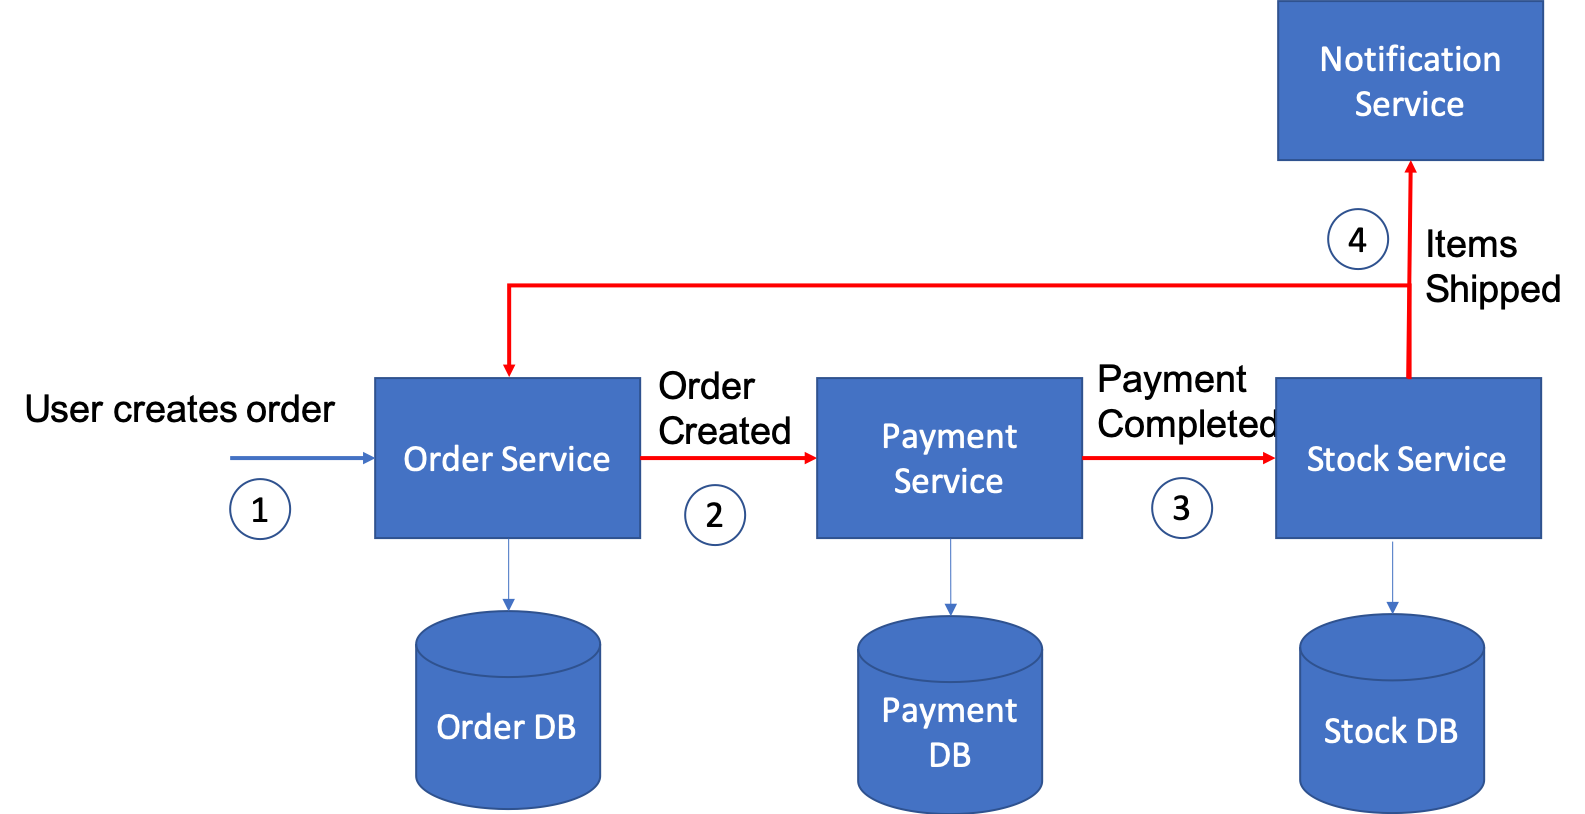 Notification
Service
4
Items
Shipped
User creates order
1
Order Service
Order
Created
2
Payment
Service
Payment
Completed
3
Stock Service
Order DB
Payment
DB
Stock DB